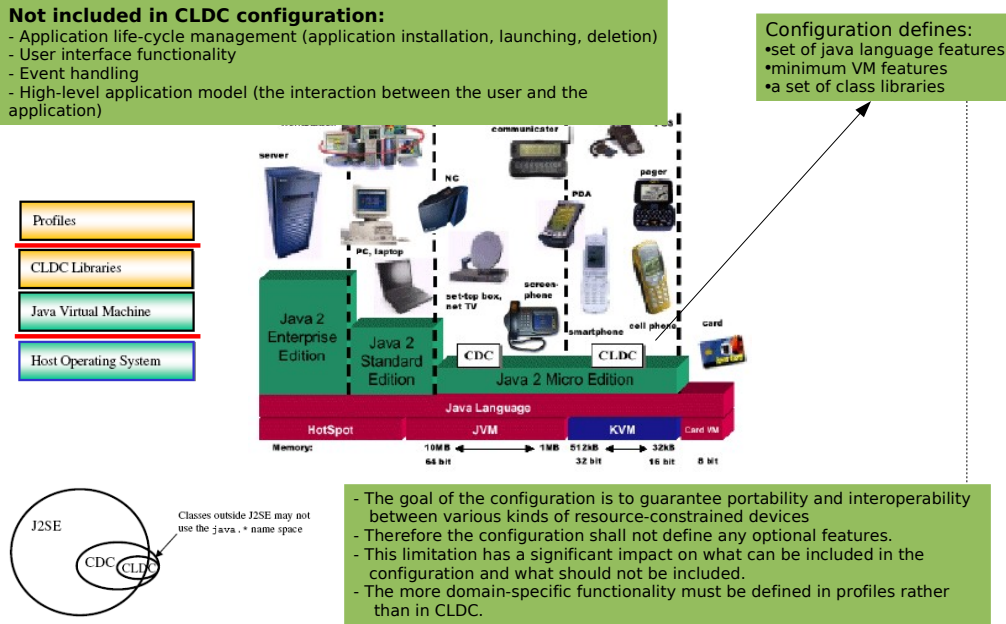 Not included in CLDC configuration:
- Application life-cycle management (application installation, launching, deletion)
- User interface functionality
- Event handling
- High-level application model (the interaction between the user and the
application)
Configuration defines:
•set of java language features
•minimum VM features
•a set of class libraries
communicator
server
NC
pager
PDA
PC, laptop
set-top box,
net TV
screen-
phone
smartphone
cell phone
card
Profiles
CLDC Libraries
Java Virtual Machine
Host Operating System
Java 2
Enterprise
Edition
Java 2
Standard
Edition
CDC
CLDC
Java 2 Micro Edition
Java Language
HotSpot
JVM
KVM
Card VM
Memory:
10MB
1MB
512kB
32kB
64 bit
32 bit
16 bit
8 bit
J2SE
CDC
CLDC
Classes outside J2SE may not
use the java.* name space
- The goal of the configuration is to guarantee portability and interoperability
between various kinds of resource-constrained devices
- Therefore the configuration shall not define any optional features.
- This limitation has a significant impact on what can be included in the
configuration and what should not be included.
- The more domain-specific functionality must be defined in profiles rather
than in CLDC.